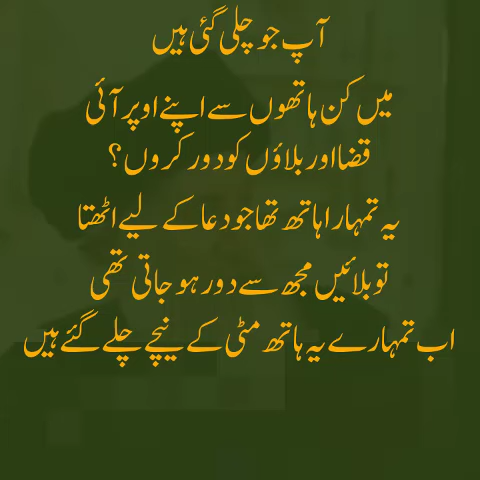 آپ جو چلی گئی ہیں
میں کن ہاتھوں سے اپنے اوپر آئی
قضا اور بلاؤں کو دور کروں؟
یہ تمہارا ہاتھ تھا جو دعا کے لیے اٹھتا
تو بلائیں مجھ سے دور ہو جاتی تھی
اب تمہارے یہ ہاتھ مٹی کے نیچے چلے گئے ہیں